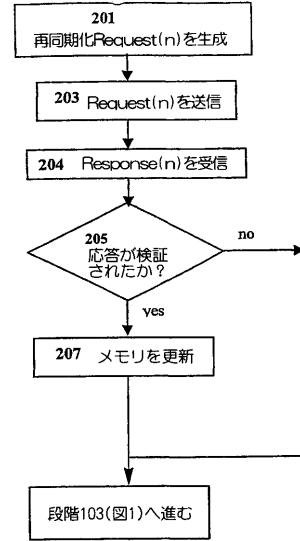 201
再同期化Request(n)を生成
203 Request(n)を送信
204 Response(n)を受信
205
応答が検証
されたか？
no
yes
207 メモリを更新
段階103(図1)へ進む